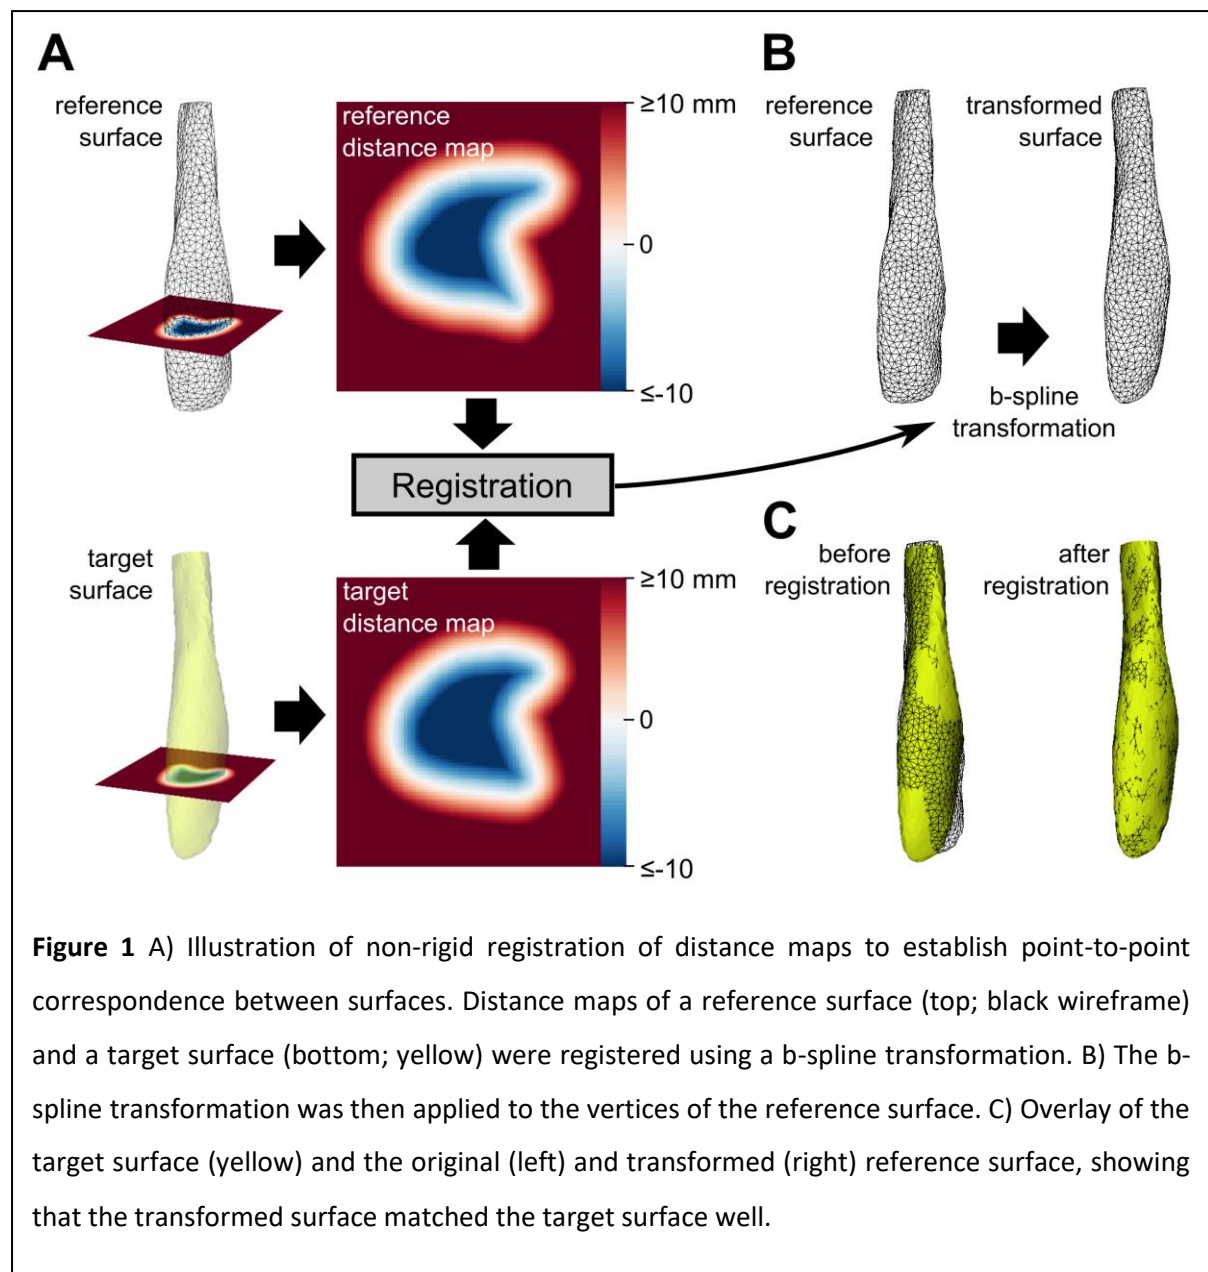 A
reference
surface
reference
distance map
≥10 mm
0
≤-10
Registration
target
surface
target
distance map
≥10 mm
0
≤-10
B
reference
surface
transformed
surface
b-spline
transformation
C
before
registration
after
registration
Figure 1 A) Illustration of non-rigid registration of distance maps to establish point-to-point
correspondence between surfaces. Distance maps of a reference surface (top; black wireframe)
and a target surface (bottom; yellow) were registered using a b-spline transformation. B) The b-
spline transformation was then applied to the vertices of the reference surface. C) Overlay of the
target surface (yellow) and the original (left) and transformed (right) reference surface, showing
that the transformed surface matched the target surface well.